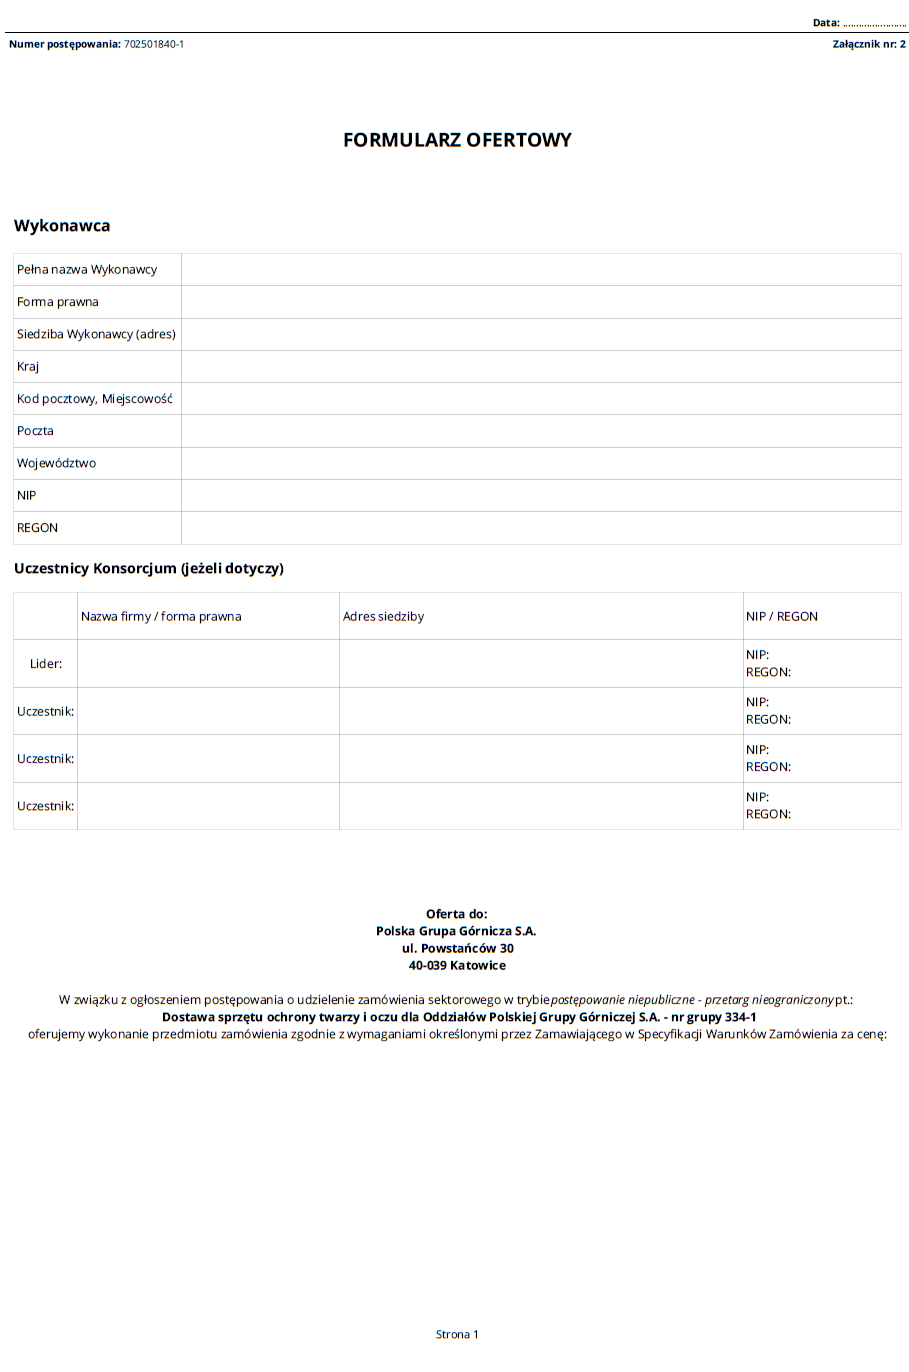 Data: ........................
Numer postępowania: 702501840-1 Załącznik nr: 2
FORMULARZ OFERTOWY
Wykonawca
Pełna nazwa Wykonawcy
Forma prawna
Siedziba Wykonawcy (adres)
Kraj
Kod pocztowy, Miejscowość
Poczta
Województwo
NIP
REGON
Uczestnicy Konsorcjum (jeżeli dotyczy)
Nazwa firmy / forma prawna Adres siedziby NIP / REGON
Lider: NIP:
REGON:
Uczestnik: NIP:
REGON:
Uczestnik: NIP:
REGON:
Uczestnik: NIP:
REGON:
Oferta do:
Polska Grupa Górnicza S.A.
ul. Powstańców 30
40-039 Katowice
W związku z ogłoszeniem postępowania o udzielenie zamówienia sektorowego w trybie postępowanie niepubliczne - przetarg nieograniczony pt.:
Dostawa sprzętu ochrony twarzy i oczu dla Oddziałów Polskiej Grupy Górniczej S.A. - nr grupy 334-1
oferujemy wykonanie przedmiotu zamówienia zgodnie z wymaganiami określonymi przez Zamawiającego w Specyfikacji Warunków Zamówienia za cenę:
Strona 1